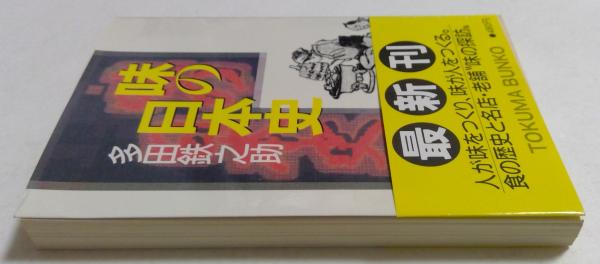 味の
日本史
多田鉄之助
最新刊
人が味をつくり、味が人をつくる。
食の歴史と名店・老舗“味の探訪”
TOKUMA BUNKO